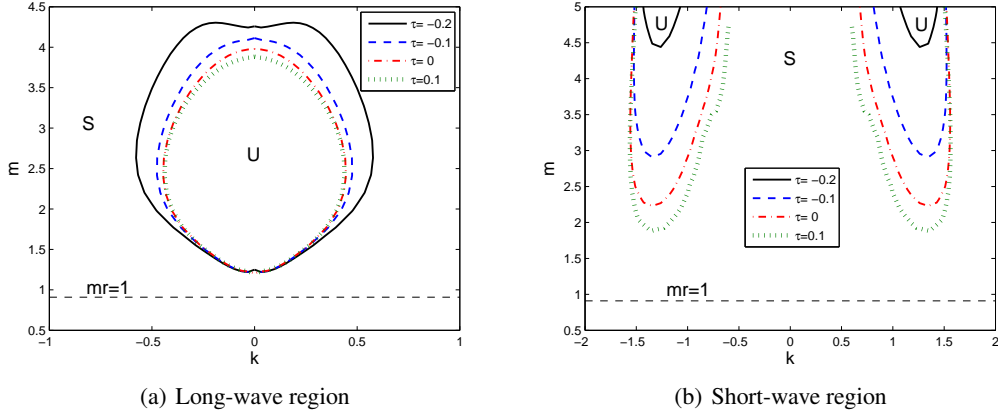 5
4.5
4
3.5
3
2.5
2
1.5
1
0.5
m
−1
−0.5
0
0.5
1
k
S
U
mr=1
τ= −0.2
τ= −0.1
τ= 0
τ=0.1
(a) Long-wave region
5
4.5
4
3.5
3
2.5
2
1.5
1
0.5
m
−2
−1.5
−1
−0.5
0
0.5
1
1.5
2
k
U
S
U
τ= −0.2
τ= −0.1
τ= 0
τ=0.1
mr=1
(b) Short-wave region